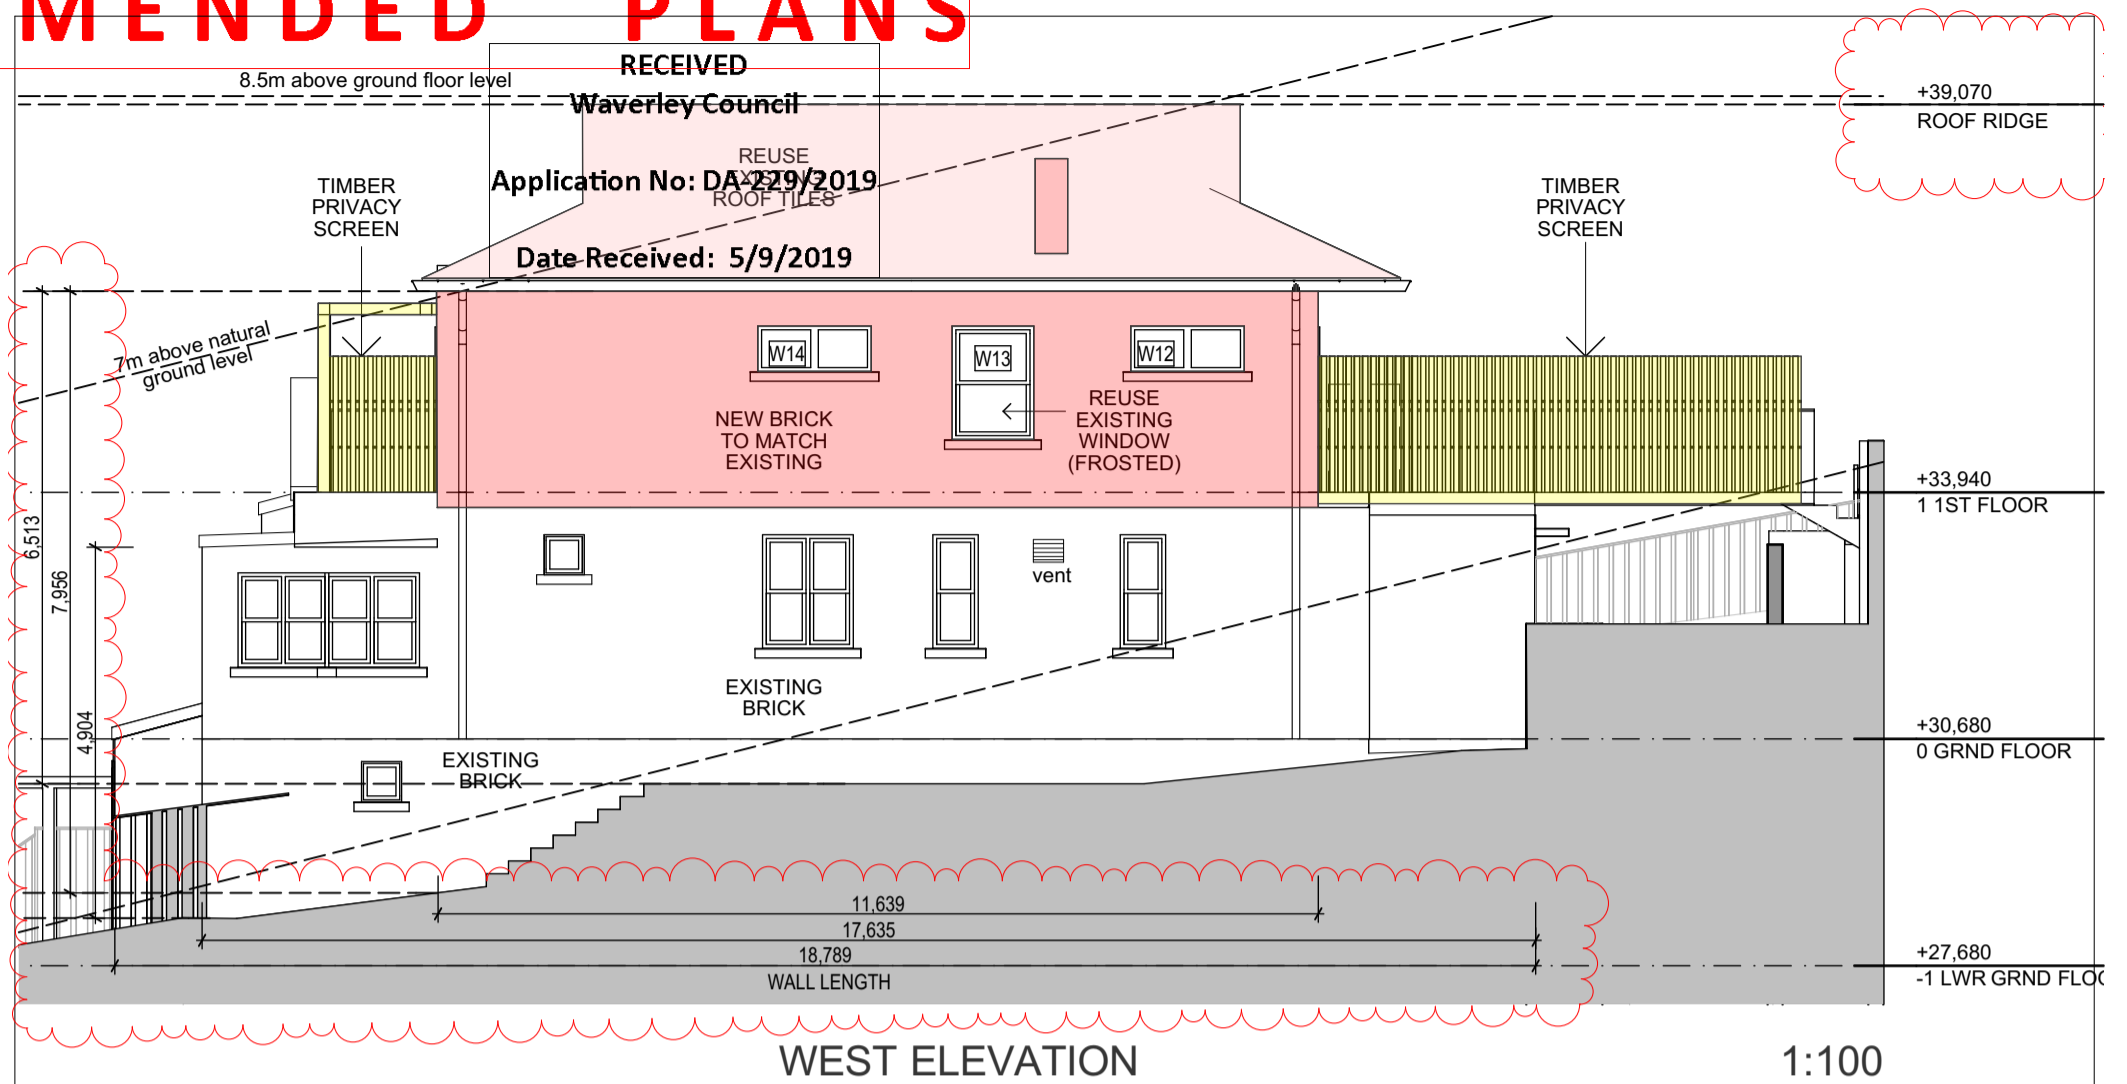 MENDED PLANS
RECEIVED
Waverley Council
Application No: DA-229/2019
Date Received: 5/9/2019
8.5m above ground floor level
+39,070
ROOF RIDGE
REUSE
EXISTING
ROOF TILES
TIMBER
PRIVACY
SCREEN
TIMBER
PRIVACY
SCREEN
7m above natural
ground level
W14
W13
W12
NEW BRICK
TO MATCH
EXISTING
REUSE
EXISTING
WINDOW
(FROSTED)
+33,940
1 1ST FLOOR
6,513
7,956
4,904
vent
EXISTING
BRICK
EXISTING
BRICK
+30,680
0 GRND FLOOR
11,639
17,635
18,789
WALL LENGTH
+27,680
-1 LWR GRND FLOO
WEST ELEVATION
1:100